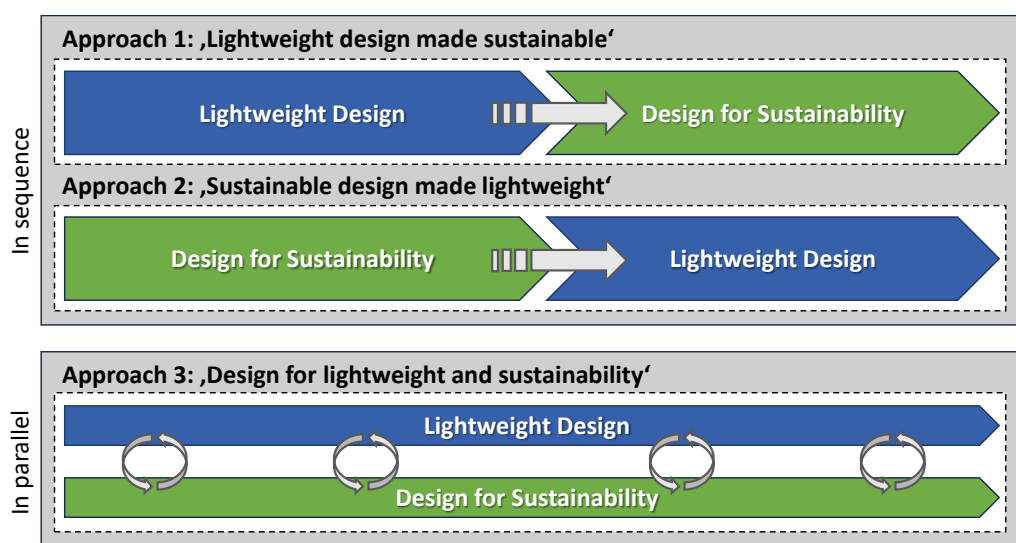 Approach 1: ‚Lightweight design made sustainable‘
Lightweight Design
Design for Sustainability
In sequence
Approach 2: ‚Sustainable design made lightweight‘
Design for Sustainability
Lightweight Design
Approach 3: ‚Design for lightweight and sustainability‘
In parallel
Lightweight Design
Design for Sustainability